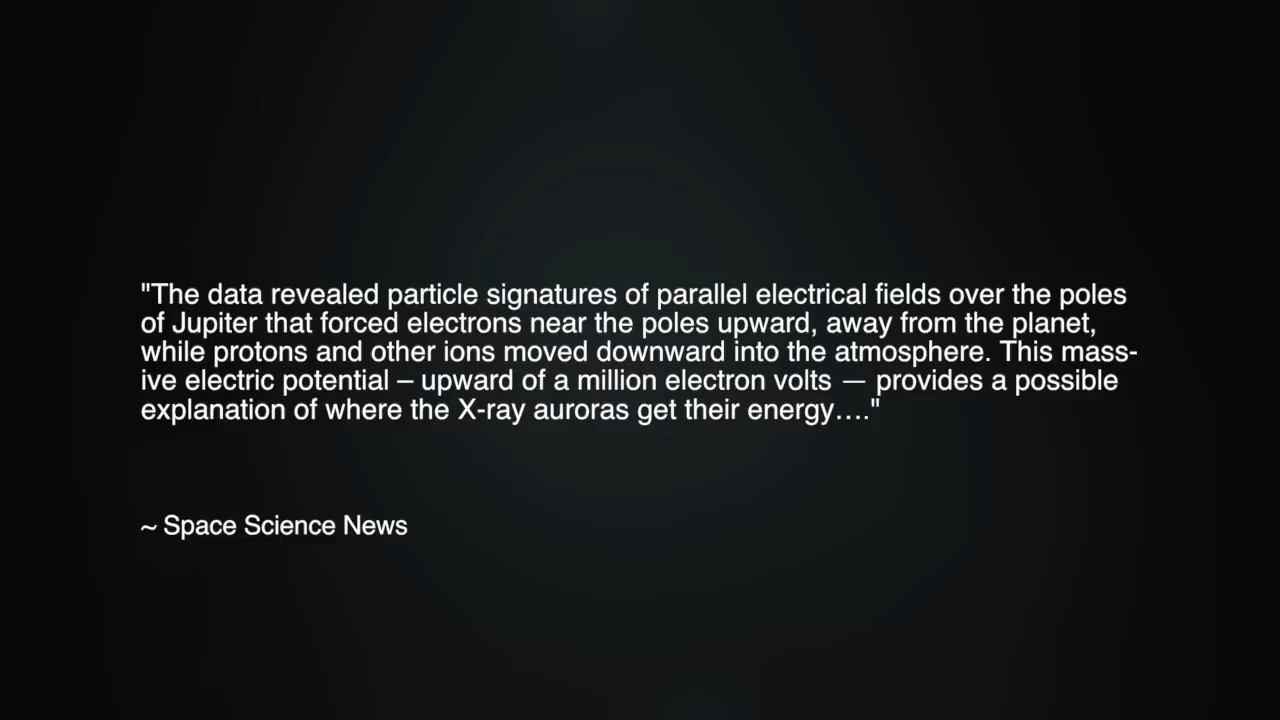 "The data revealed particle signatures of parallel electrical fields over the poles
of Jupiter that forced electrons near the poles upward, away from the planet,
while protons and other ions moved downward into the atmosphere. This mass-
ive electric potential – upward of a million electron volts — provides a possible
explanation of where the X-ray auroras get their energy…."
~ Space Science News